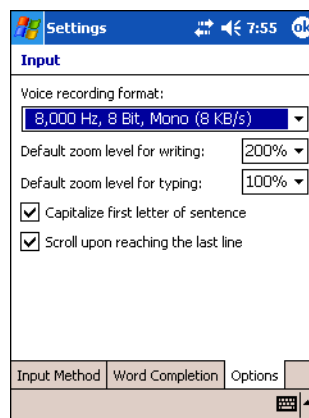 Settings 7:55 ok
Input
Voice recording format:
8,000 Hz, 8 Bit, Mono (8 KB/s)
Default zoom level for writing: 200%
Default zoom level for typing: 100%
Capitalize first letter of sentence
Scroll upon reaching the last line
Input Method Word Completion Options